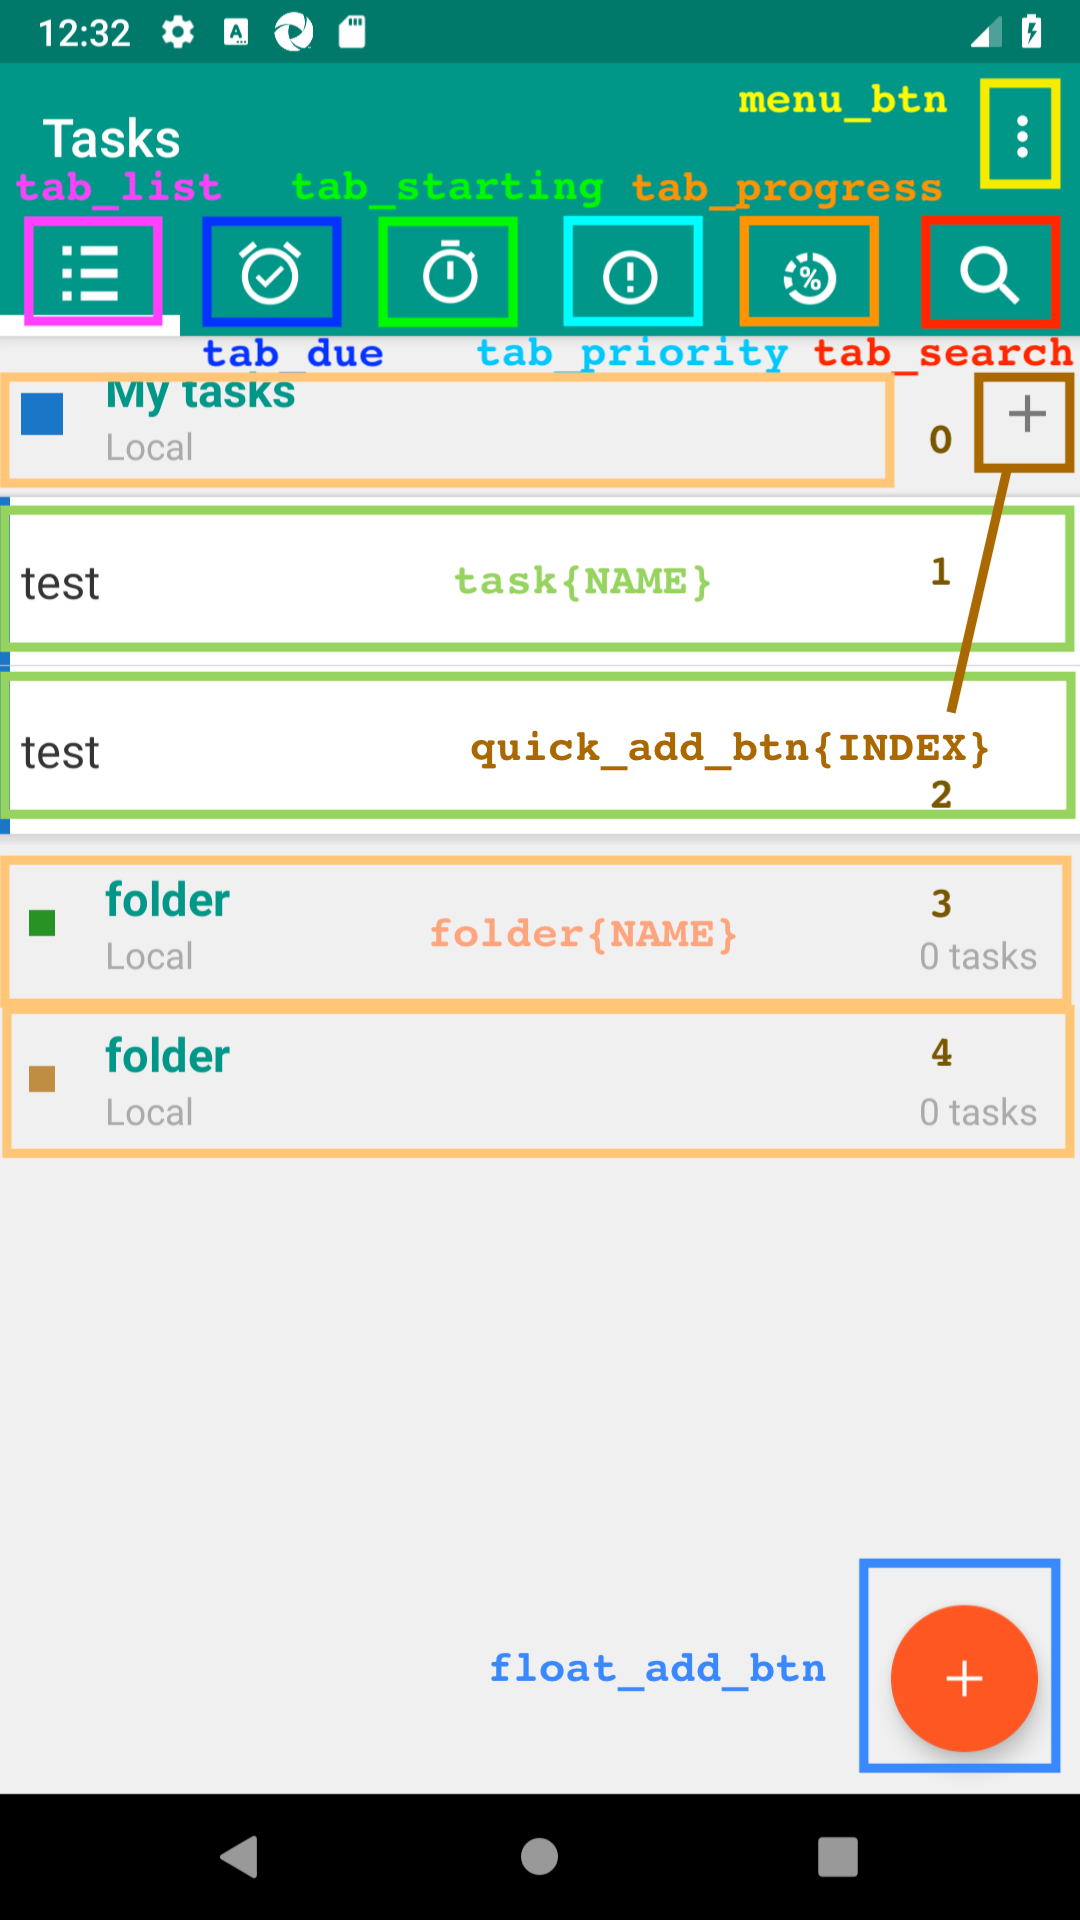 12:32
menu_btn
Tasks
tab_list tab_starting tab_progress
tab_due tab_priority tab_search
My tasks
Local
0
test task{NAME} 1
test quick_add_btn{INDEX}
2
folder 3
folder{NAME}
Local 0 tasks
folder 4
Local 0 tasks
float_add_btn